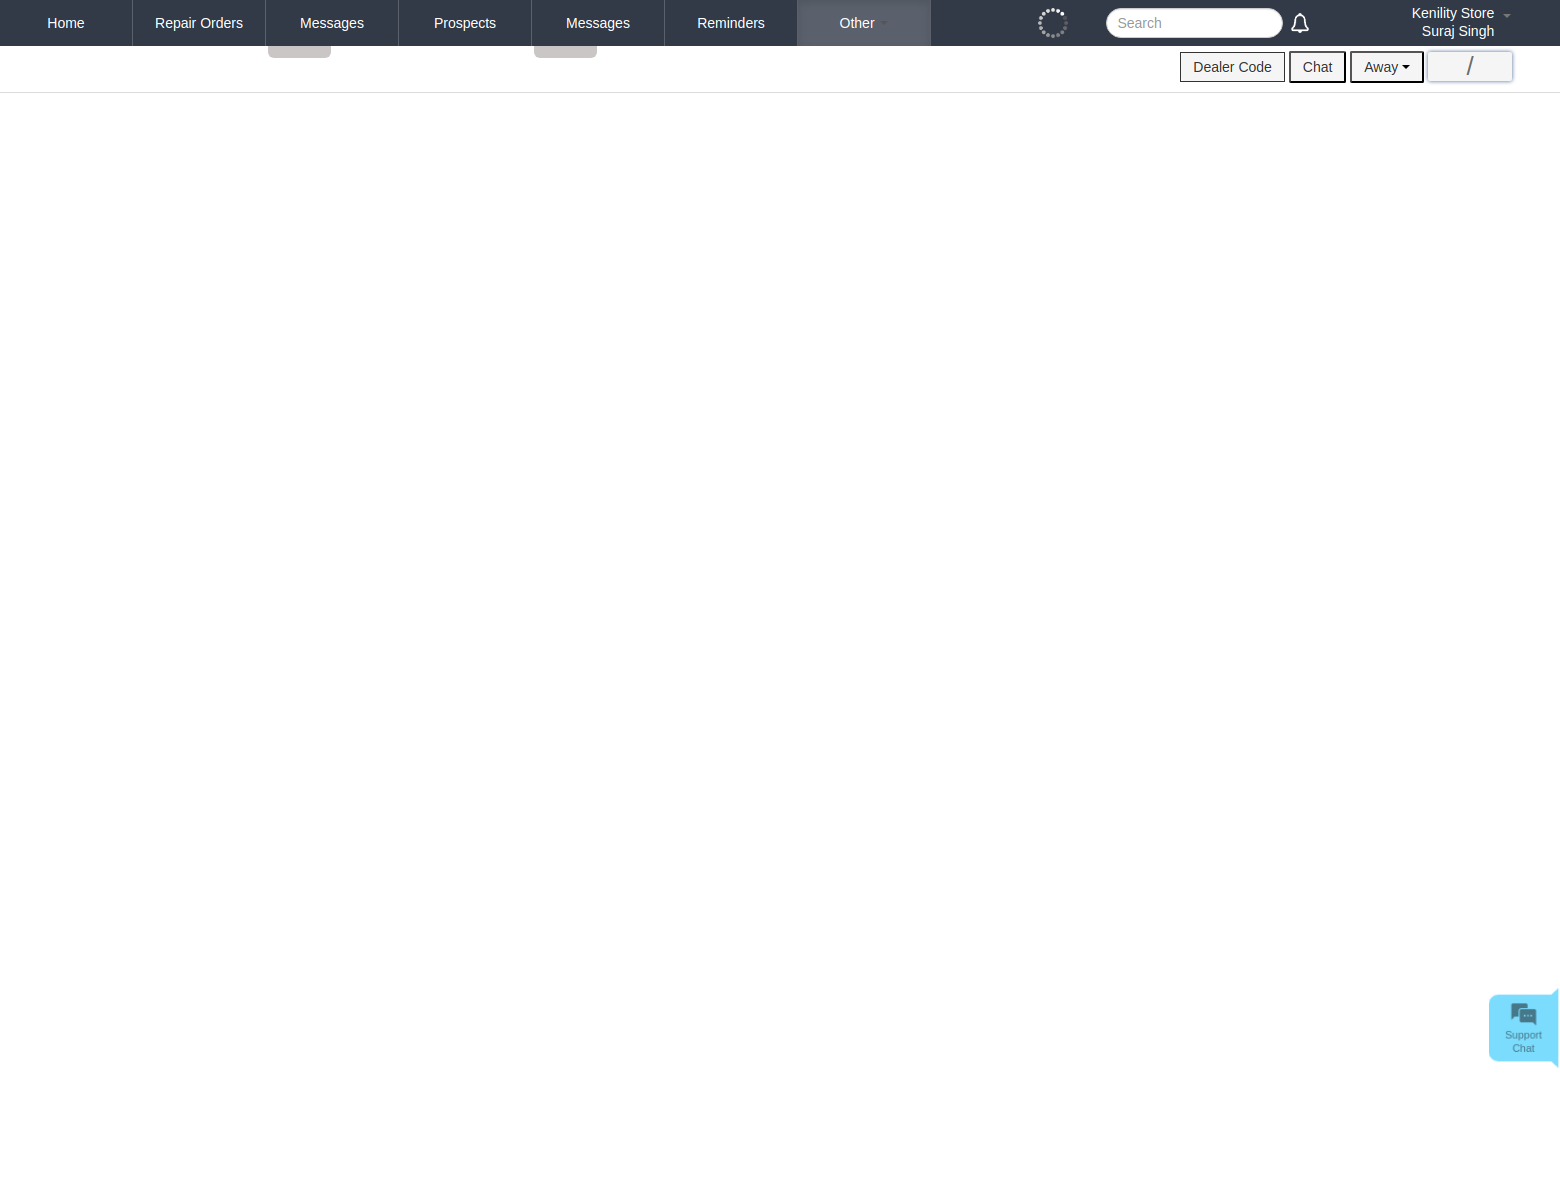 Home Repair Orders Messages Prospects Messages Reminders Other Search Kenility Store
Suraj Singh
Dealer Code Chat Away /
Support
Chat